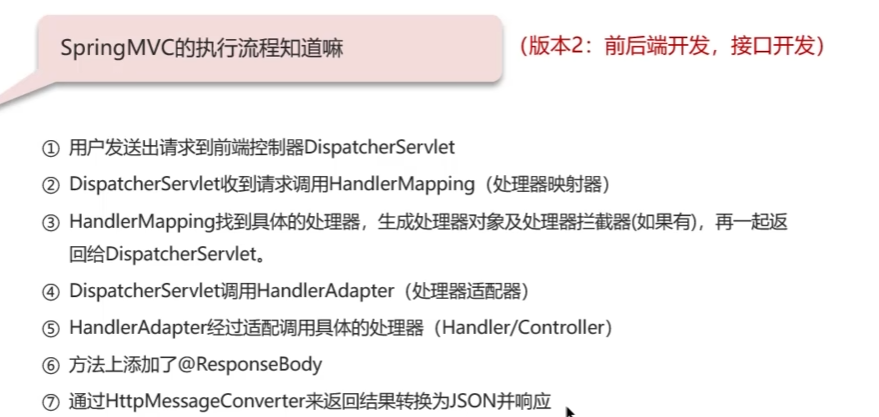 SpringMVC的执行流程知道嘛
（版本2：前后端开发，接口开发）
① 用户发送出请求到前端控制器DispatcherServlet
② DispatcherServlet收到请求调用HandlerMapping（处理器映射器）
③ HandlerMapping找到具体的处理器，生成处理器对象及处理器拦截器(如果有)，再一起返
回给DispatcherServlet。
④ DispatcherServlet调用HandlerAdapter（处理器适配器）
⑤ HandlerAdapter经过适配调用具体的处理器（Handler/Controller）
⑥ 方法上添加了@ResponseBody
⑦ 通过HttpMessageConverter来返回结果转换为JSON并响应